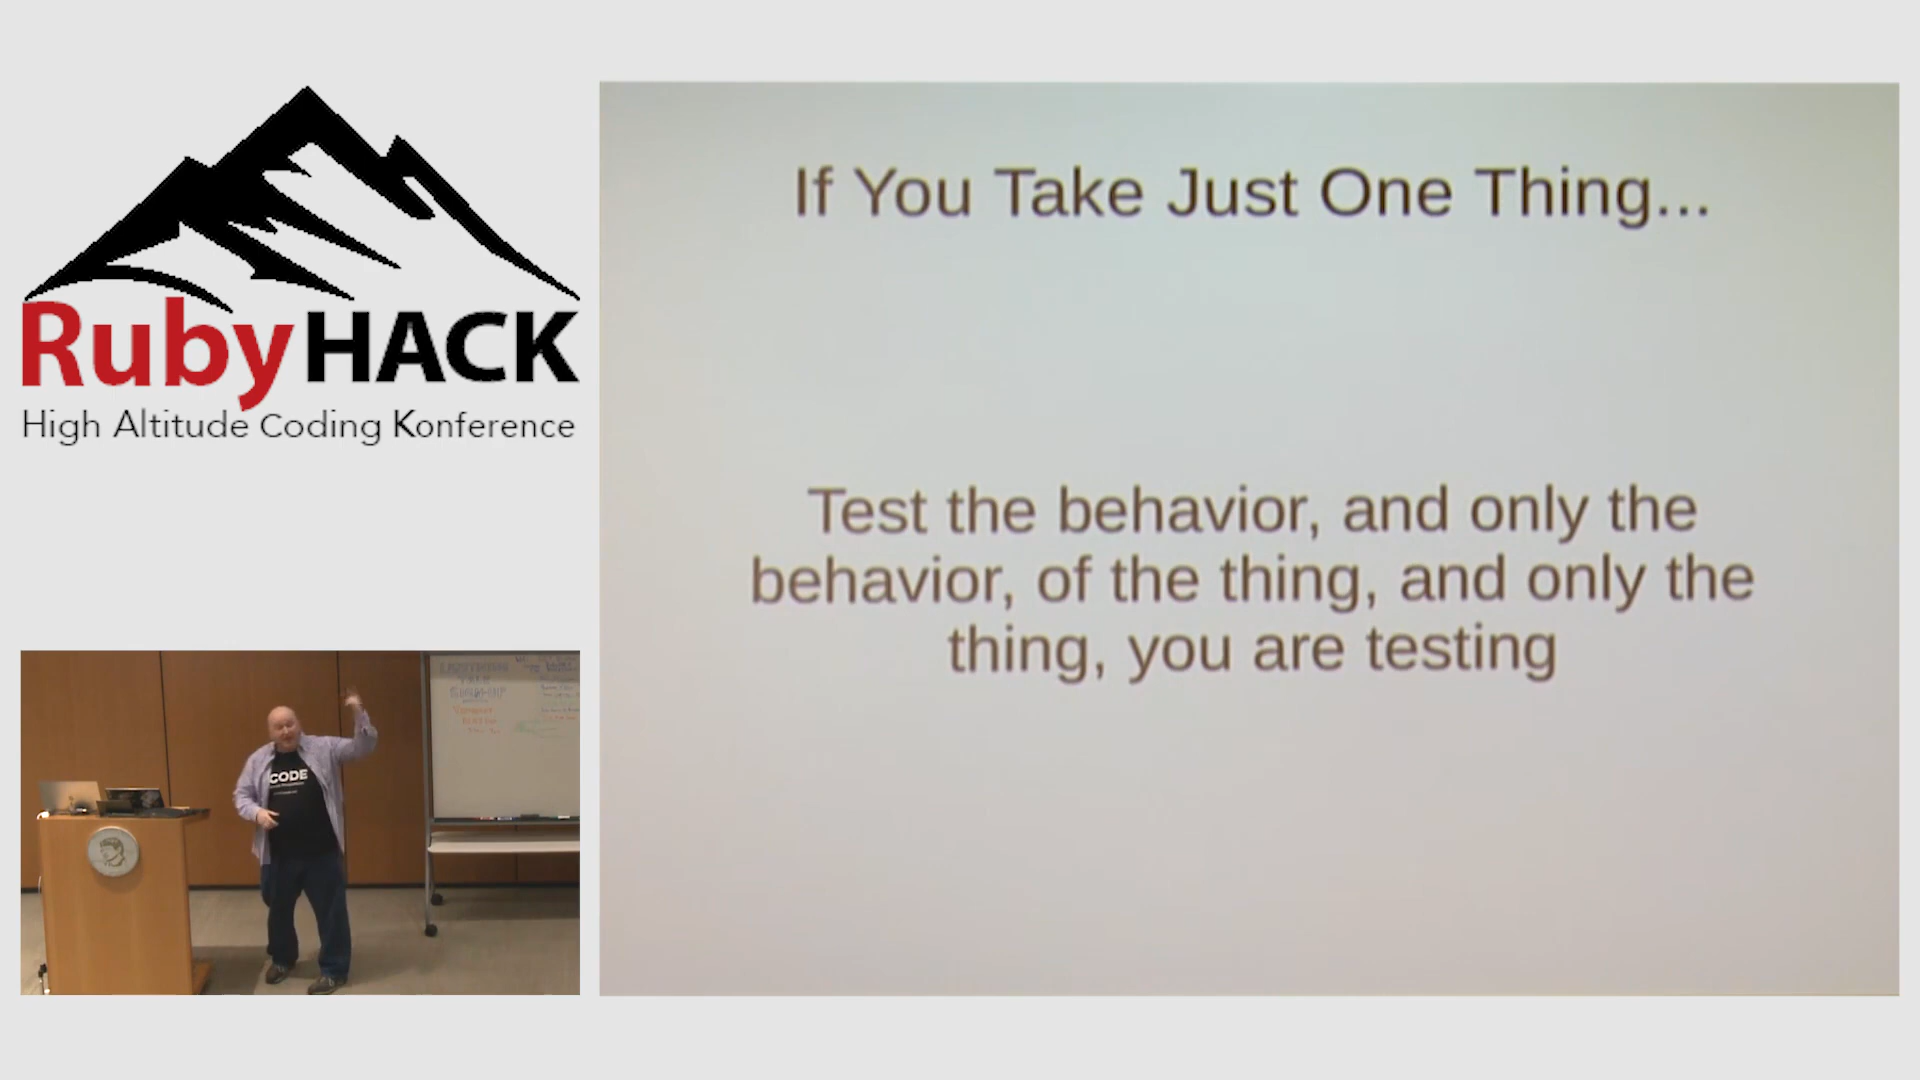 RubyHACK
High Altitude Coding Konference
If You Take Just One Thing...
Test the behavior, and only the
behavior, of the thing, and only the
thing, you are testing
CODE